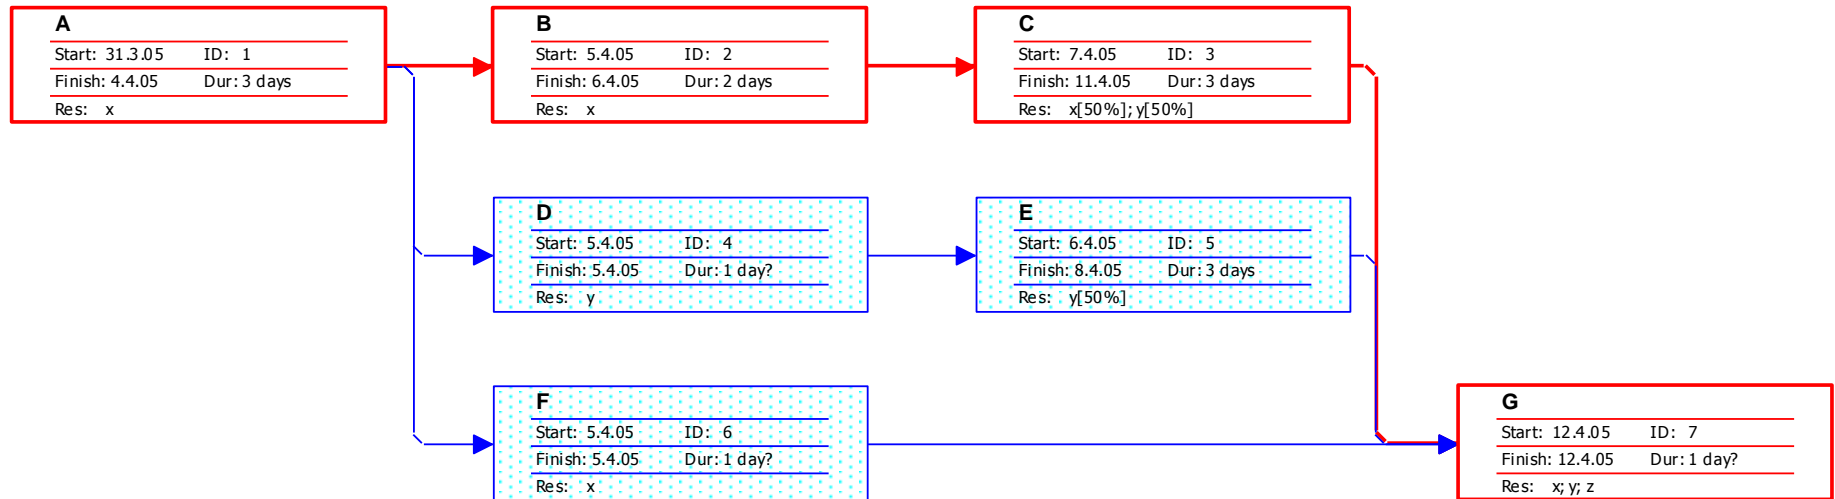 A
Start: 31.3.05 ID: 1
Finish: 4.4.05 Dur: 3 days
Res: x
B
Start: 5.4.05 ID: 2
Finish: 6.4.05 Dur: 2 days
Res: x
C
Start: 7.4.05 ID: 3
Finish: 11.4.05 Dur: 3 days
Res: x[50%]; y[50%]
D
Start: 5.4.05 ID: 4
Finish: 5.4.05 Dur: 1 day?
Res: y
E
Start: 6.4.05 ID: 5
Finish: 8.4.05 Dur: 3 days
Res: y[50%]
F
Start: 5.4.05 ID: 6
Finish: 5.4.05 Dur: 1 day?
Res: x
G
Start: 12.4.05 ID: 7
Finish: 12.4.05 Dur: 1 day?
Res: x; y; z